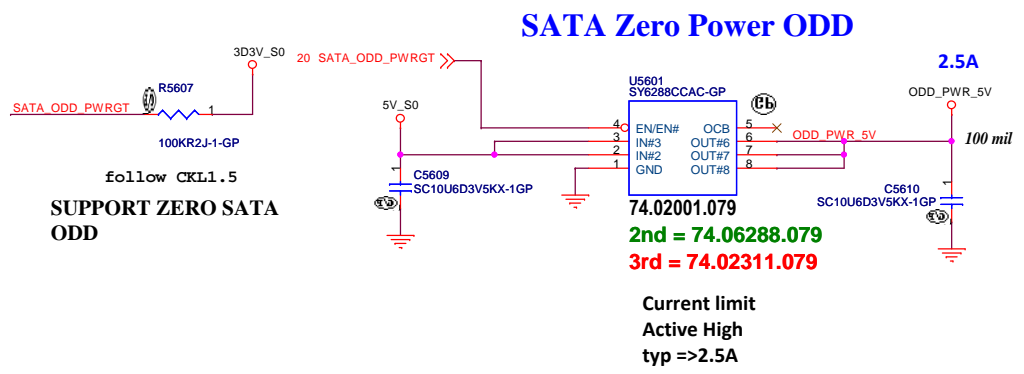 SATA Zero Power ODD
3D3V_S0
20 SATA_ODD_PWRGT
2.5A
R5607
U5601
SY6288CCAC-GP
ODD_PWR_5V
SATA_ODD_PWRGT
1
5V_S0
100KR2J-1-GP
4 EN/EN# OCB 5
3 IN#3 OUT#6 6 ODD_PWR_5V
2 IN#2 OUT#7 7
1 GND OUT#8 8
100 mil
follow CKL1.5
1
C5609
SC10U6D3V5KX-1GP
1
C5610
SC10U6D3V5KX-1GP
SUPPORT ZERO SATA
ODD
74.02001.079
2nd = 74.06288.079
3rd = 74.02311.079
Current limit
Active High
typ =>2.5A